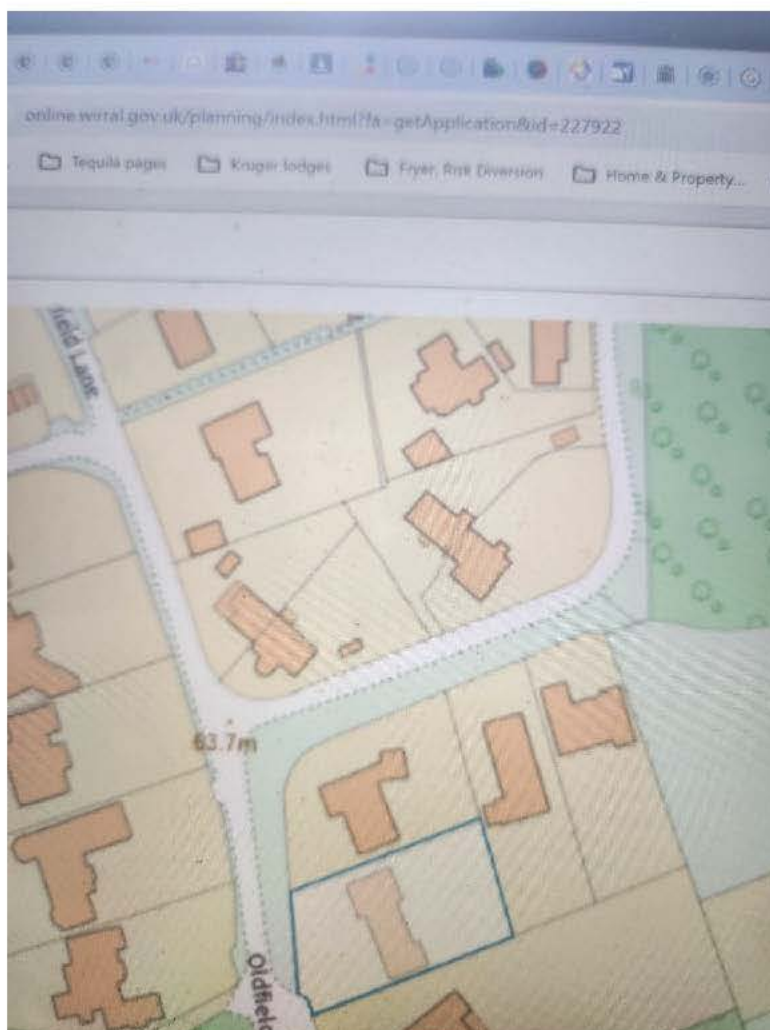 online.wirral.gov.uk/planning/index.html?fa=getApplication&id=227922
Tequila pages
Kruger lodges
Fryer, Risk Diversion
Home & Property...
field Lane
63.7m
Oldfield